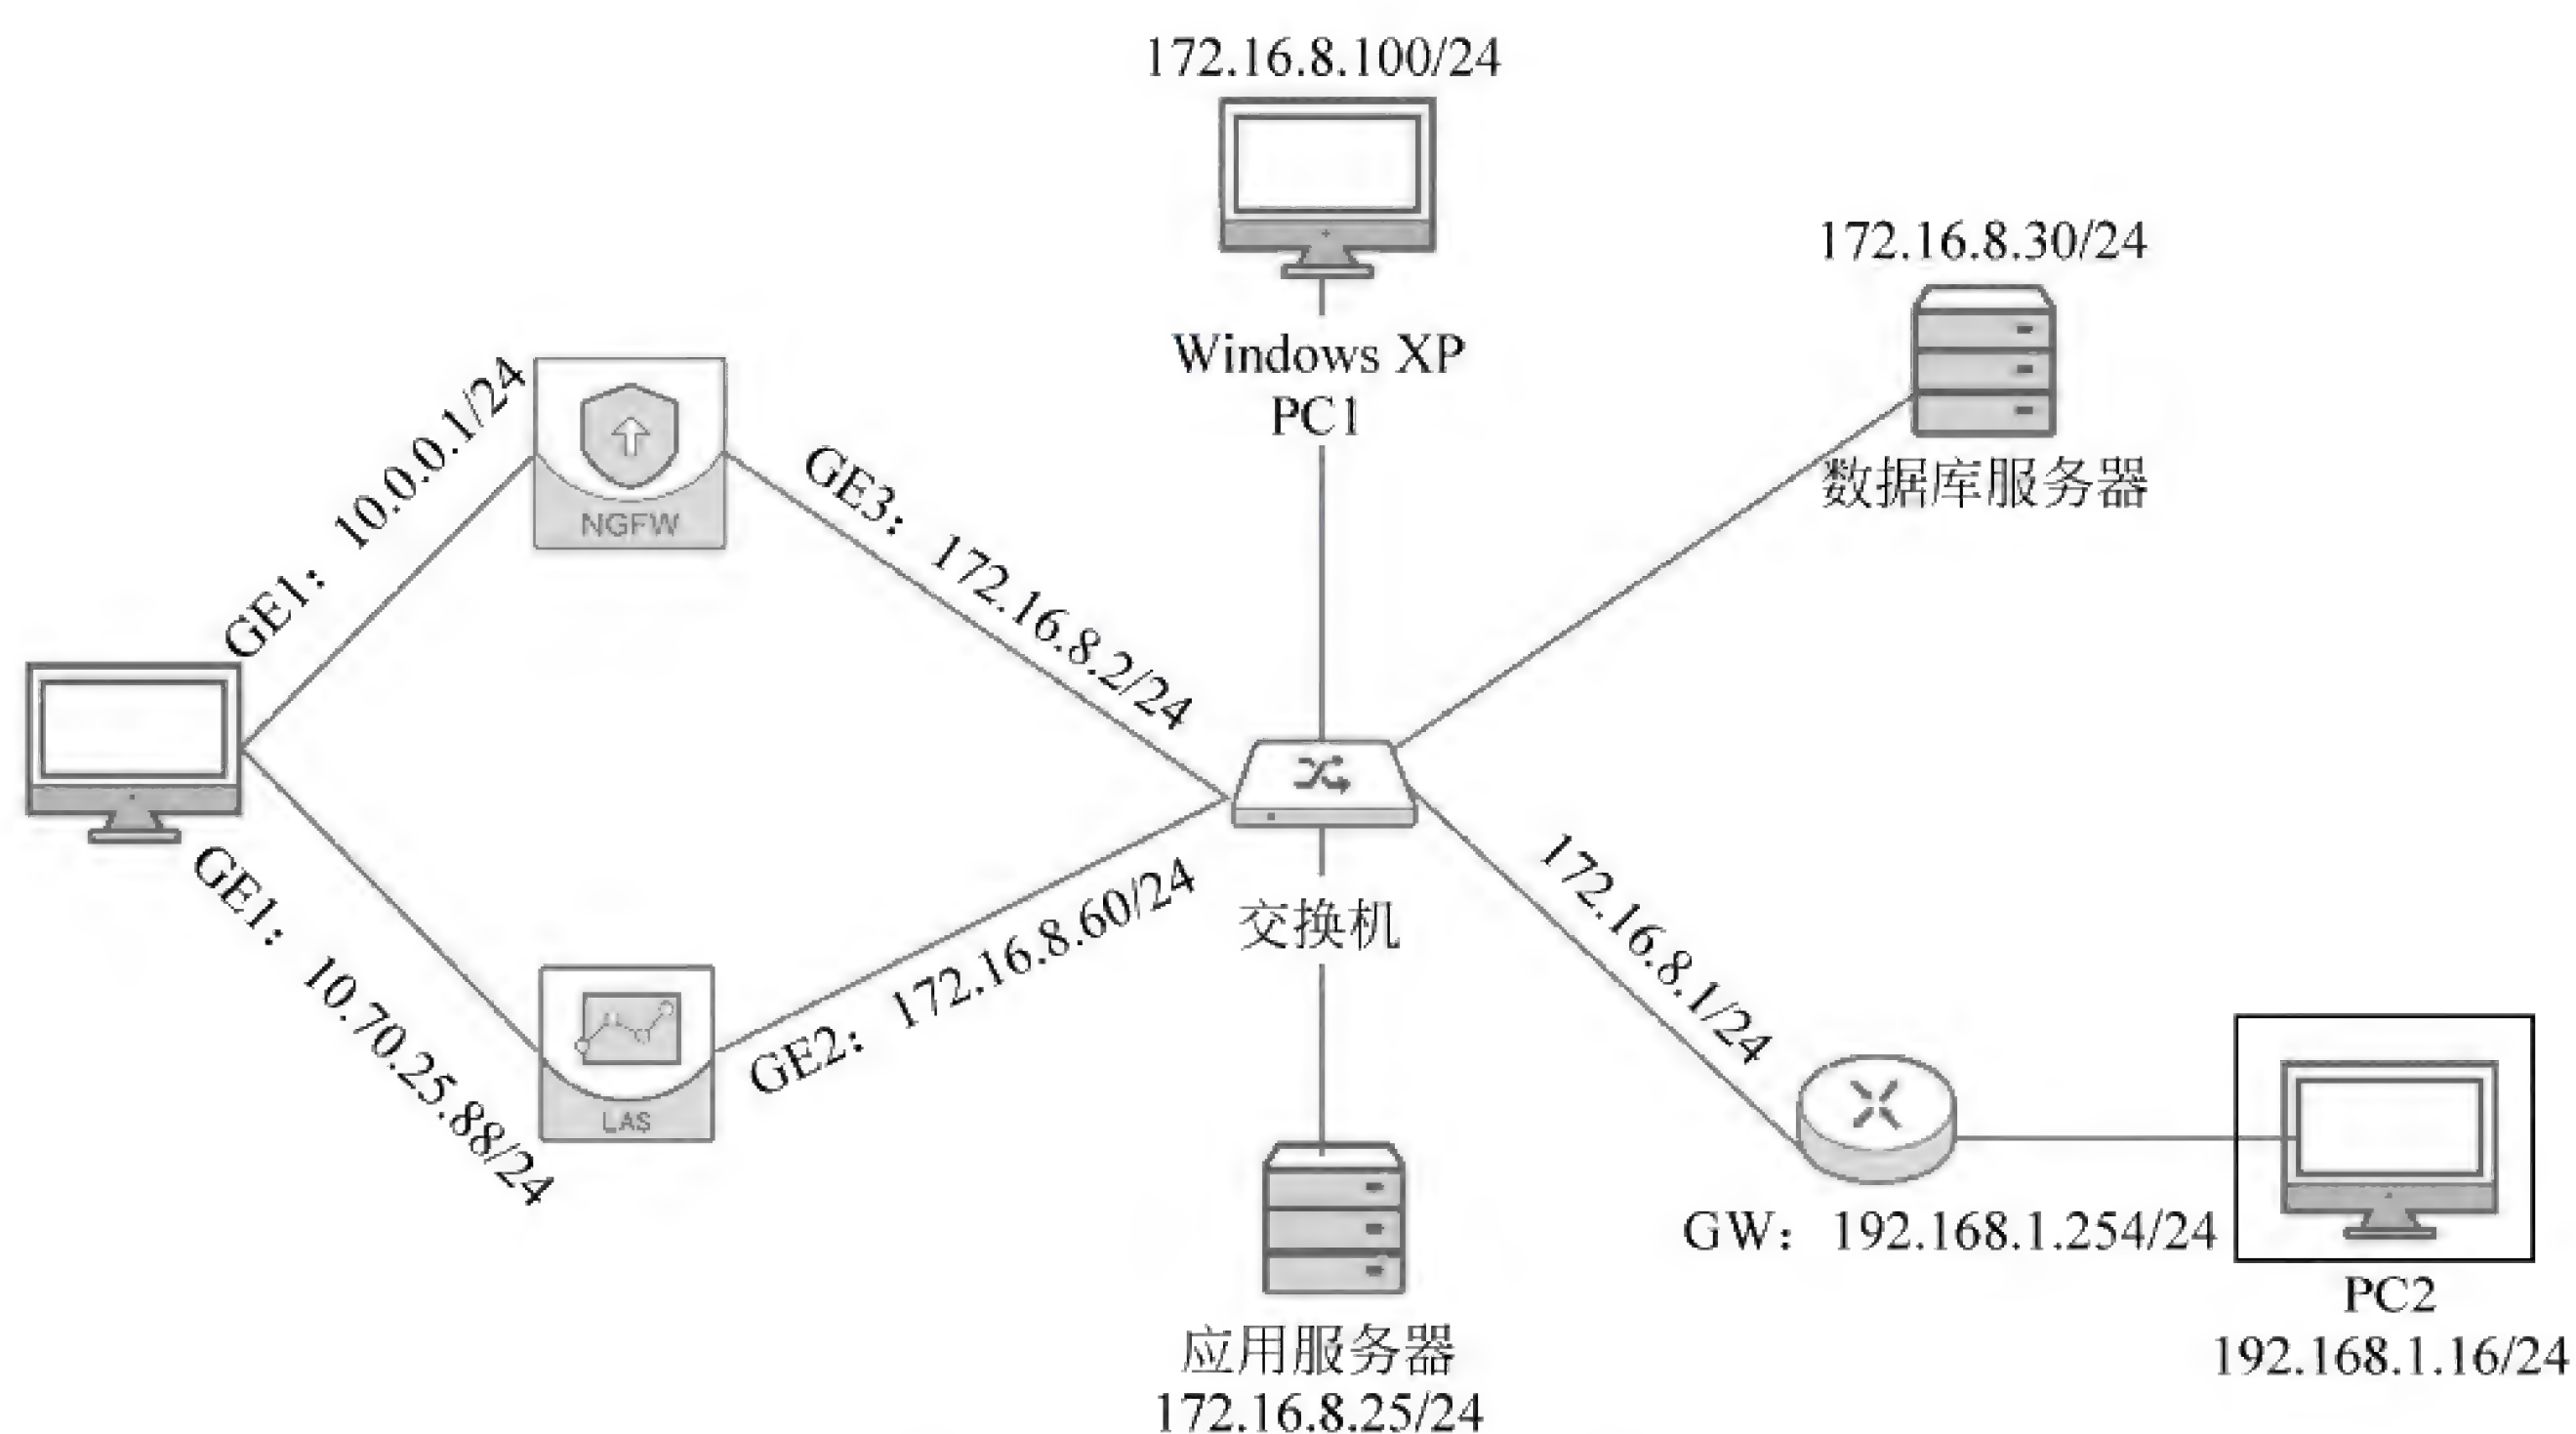 172.16.8.100/24
Windows XP
PC1
172.16.8.30/24
数据库服务器
GE1：10.0.0.1/24
NGFW
GE3：172.16.8.2/24
GE1：10.70.25.88/24
LAS
GE2：172.16.8.60/24
交换机
172.16.8.1/24
GW：192.168.1.254/24
PC2
192.168.1.16/24
应用服务器
172.16.8.25/24